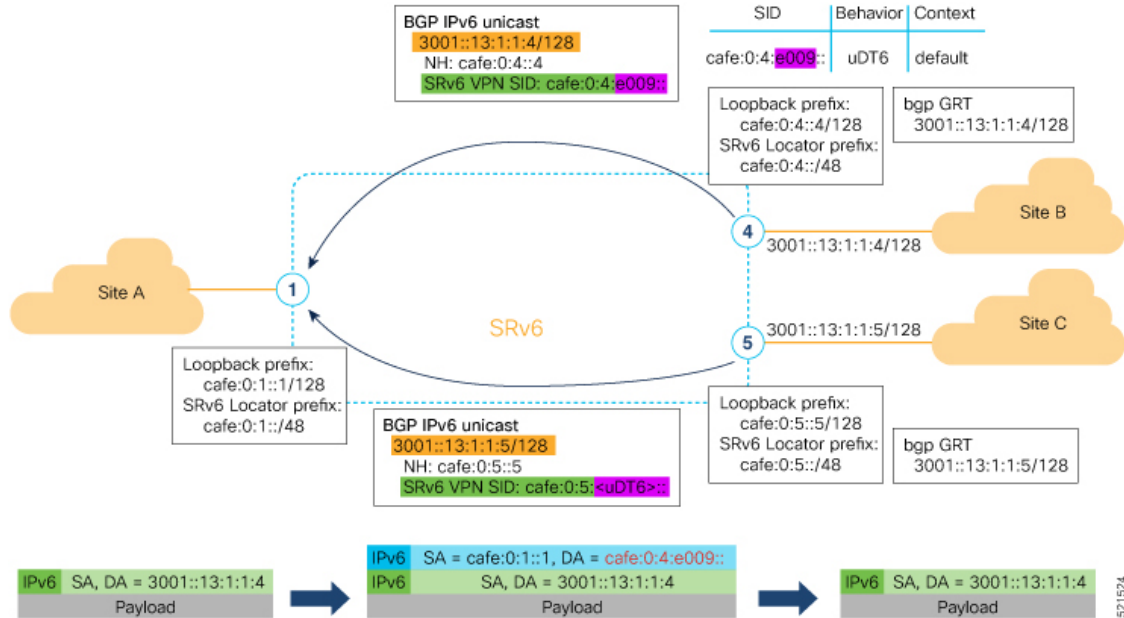 BGP IPv6 unicast
3001::13:1:1:4/128
NH: cafe:0:4::4
SRv6 VPN SID: cafe:0:4:e009::
SID Behavior Context
cafe:0:4:e009:: uDT6 default
Loopback prefix:
cafe:0:4::4/128
SRv6 Locator prefix:
cafe:0:4::/48
bgp GRT
3001::13:1:1:4/128
Site A
1
SRv6
4
3001::13:1:1:4/128
Site B
5
3001::13:1:1:5/128
Site C
Loopback prefix:
cafe:0:1::1/128
SRv6 Locator prefix:
cafe:0:1::/48
BGP IPv6 unicast
3001::13:1:1:5/128
NH: cafe:0:5::5
SRv6 VPN SID: cafe:0:5:<uDT6>::
Loopback prefix:
cafe:0:5::5/128
SRv6 Locator prefix:
cafe:0:5::/48
bgp GRT
3001::13:1:1:5/128
IPv6 SA, DA = 3001::13:1:1:4
Payload
IPv6 SA = cafe:0:1::1, DA = cafe:0:4:e009::
IPv6 SA, DA = 3001::13:1:1:4
Payload
IPv6 SA, DA = 3001::13:1:1:4
Payload
521524